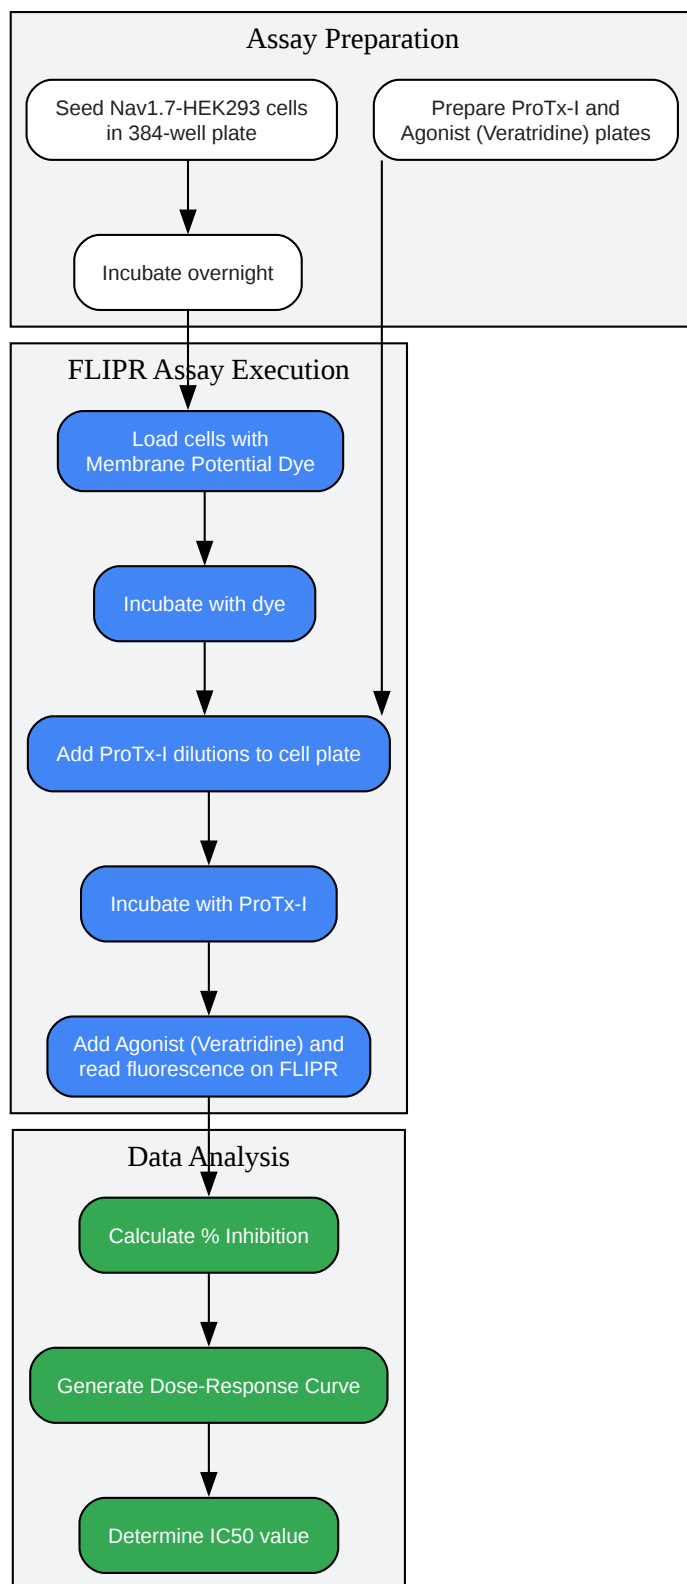 Assay Preparation
Seed Nav1.7-HEK293 cells
in 384-well plate
Prepare ProTx-I and
Agonist (Veratridine) plates
Incubate overnight
FLIPR Assay Execution
Load cells with
Membrane Potential Dye
Incubate with dye
Add ProTx-I dilutions to cell plate
Incubate with ProTx-I
Add Agonist (Veratridine) and
read fluorescence on FLIPR
Data Analysis
Calculate % Inhibition
Generate Dose-Response Curve
Determine IC50 value